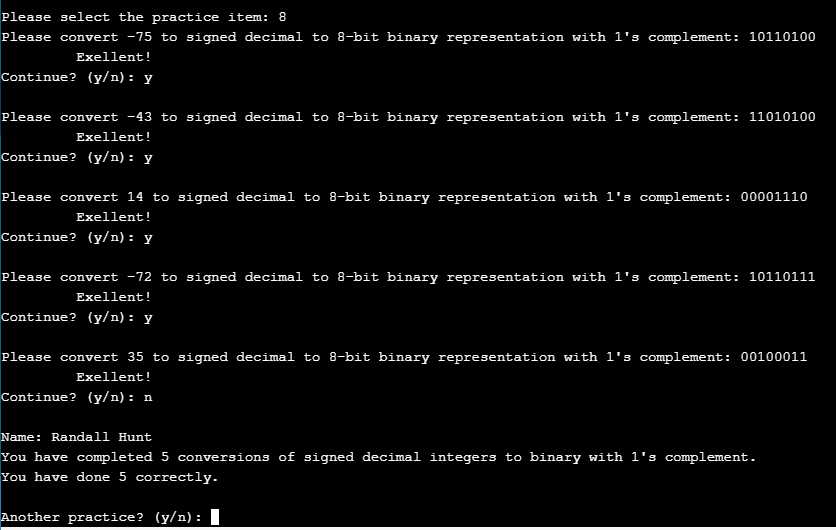 Please select the practice item: 8
Please convert -75 to signed decimal to 8-bit binary representation with 1's complement: 10110100
Exellent!
Continue? (y/n): y
Please convert -43 to signed decimal to 8-bit binary representation with 1's complement: 11010100
Exellent!
Continue? (y/n): y
Please convert 14 to signed decimal to 8-bit binary representation with 1's complement: 00001110
Exellent!
Continue? (y/n): y
Please convert -72 to signed decimal to 8-bit binary representation with 1's complement: 10110111
Exellent!
Continue? (y/n): y
Please convert 35 to signed decimal to 8-bit binary representation with 1's complement: 00100011
Exellent!
Continue? (y/n): n
Name: Randall Hunt
You have completed 5 conversions of signed decimal integers to binary with 1's complement.
You have done 5 correctly.
Another practice? (y/n):